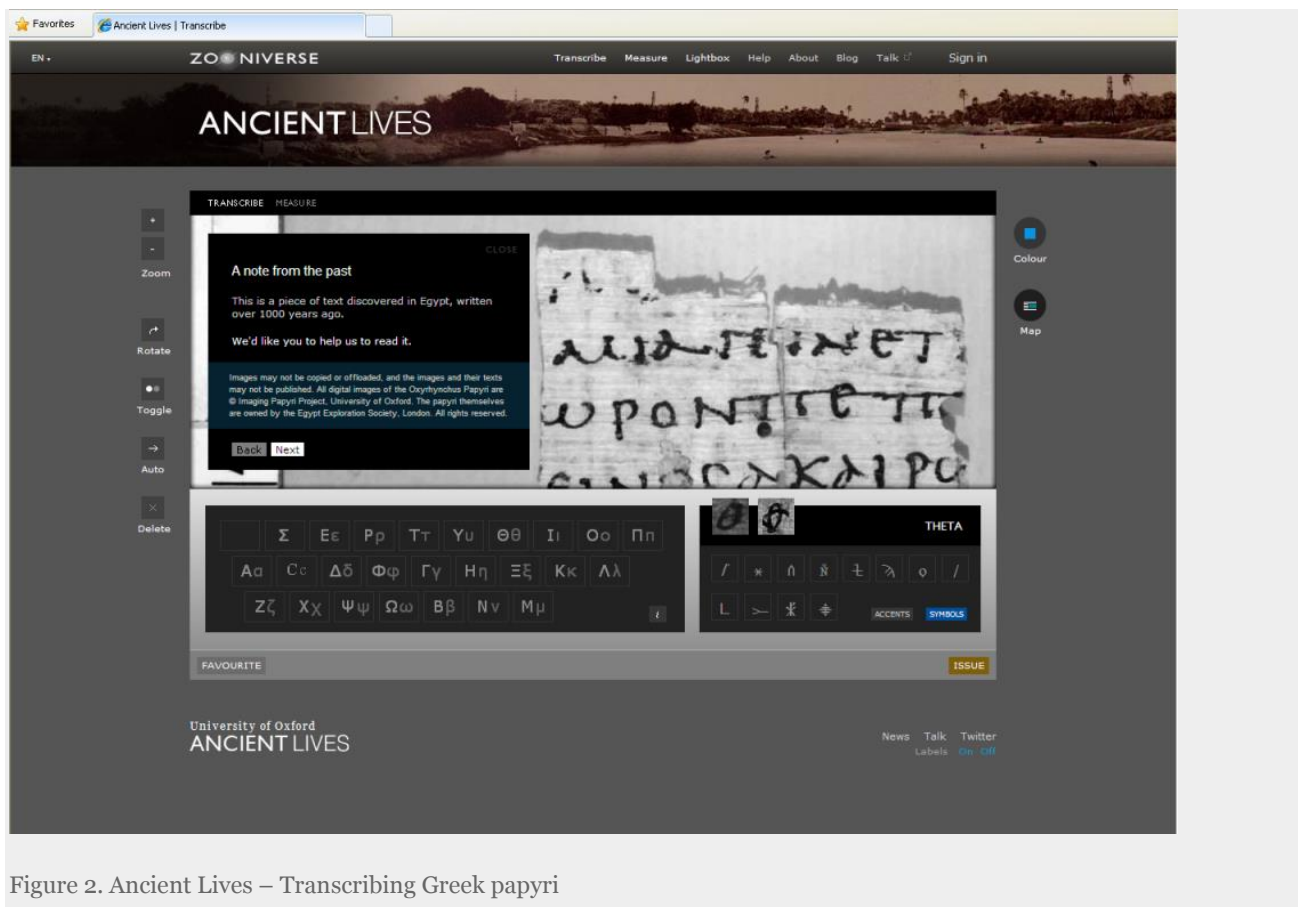 Favorites
Ancient Lives | Transcribe
EN
ZOONIVERSE
Transcribe Measure Lightbox Help About Blog Talk Sign in
ANCIENT LIVES
TRANSCRIBE MEASURE
+
-
Zoom
Rotate
Toggle
Auto
Delete
CLOSE
A note from the past
This is a piece of text discovered in Egypt, written
over 1000 years ago.
We'd like you to help us to read it.
Images may not be copied or offloaded, and the images and their texts
may not be published. All digital images of the Oxyrhynchus Papyri are
© Imaging Papyri Project, University of Oxford. The papyri themselves
are owned by the Egypt Exploration Society, London. All rights reserved.
Back Next
Colour
Map
Σ Εε Ρρ Ττ Υυ Θθ Ιι Οο Ππ
Αα Ϲϲ Δδ Φφ Γγ Ηη Ξξ Κκ Λλ
Ζζ Χχ Ψψ Ωω Ββ Νν Μμ
i
THETA
ACCENTS SYMBOLS
FAVOURITE ISSUE
University of Oxford
ANCIENT LIVES
News Talk Twitter
Labels On Off
Figure 2. Ancient Lives – Transcribing Greek papyri